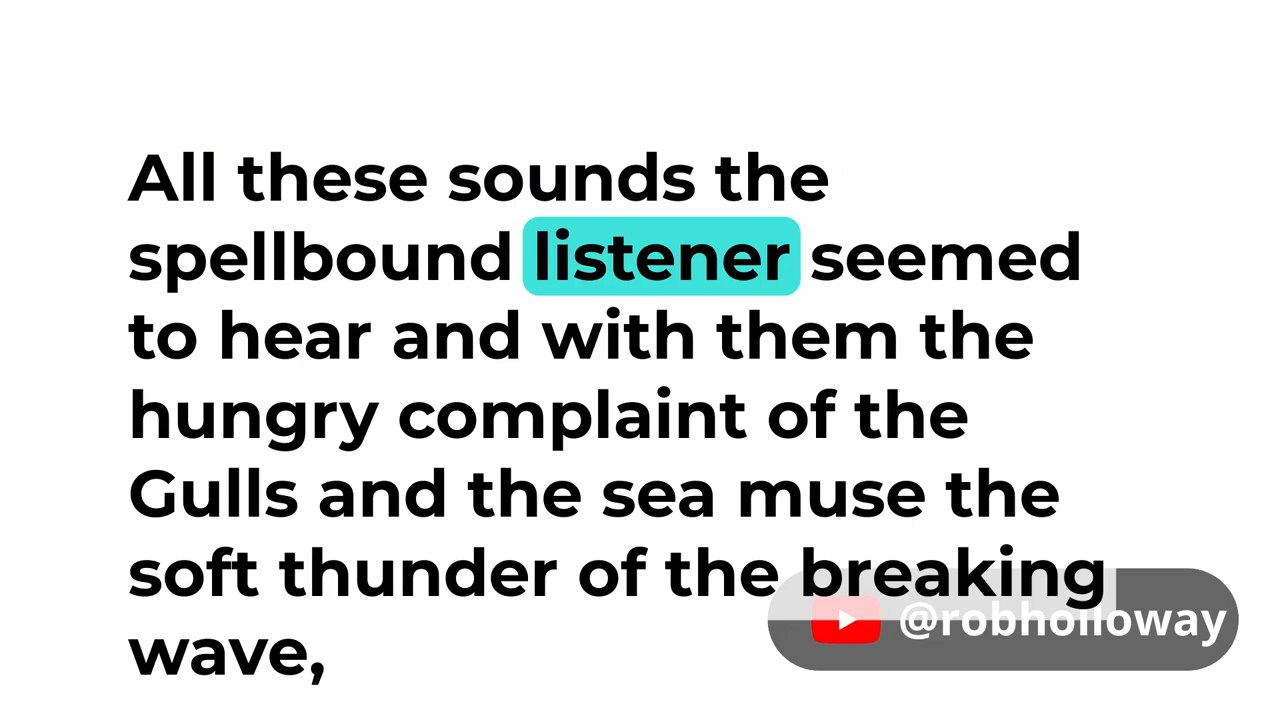 All these sounds the
spellbound listener seemed
to hear and with them the
hungry complaint of the
Gulls and the sea muse the
soft thunder of the breaking
wave,
@robholloway